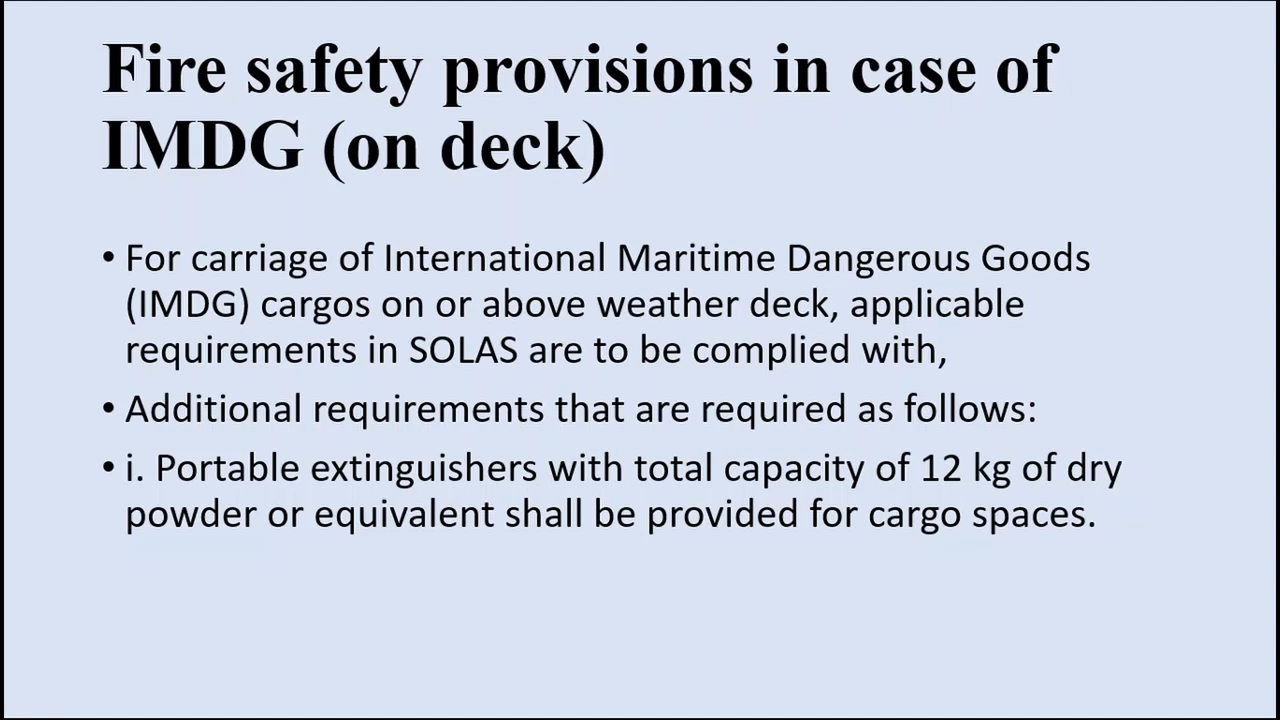 Fire safety provisions in case of
IMDG (on deck)
• For carriage of International Maritime Dangerous Goods
(IMDG) cargos on or above weather deck, applicable
requirements in SOLAS are to be complied with,
• Additional requirements that are required as follows:
• i. Portable extinguishers with total capacity of 12 kg of dry
powder or equivalent shall be provided for cargo spaces.